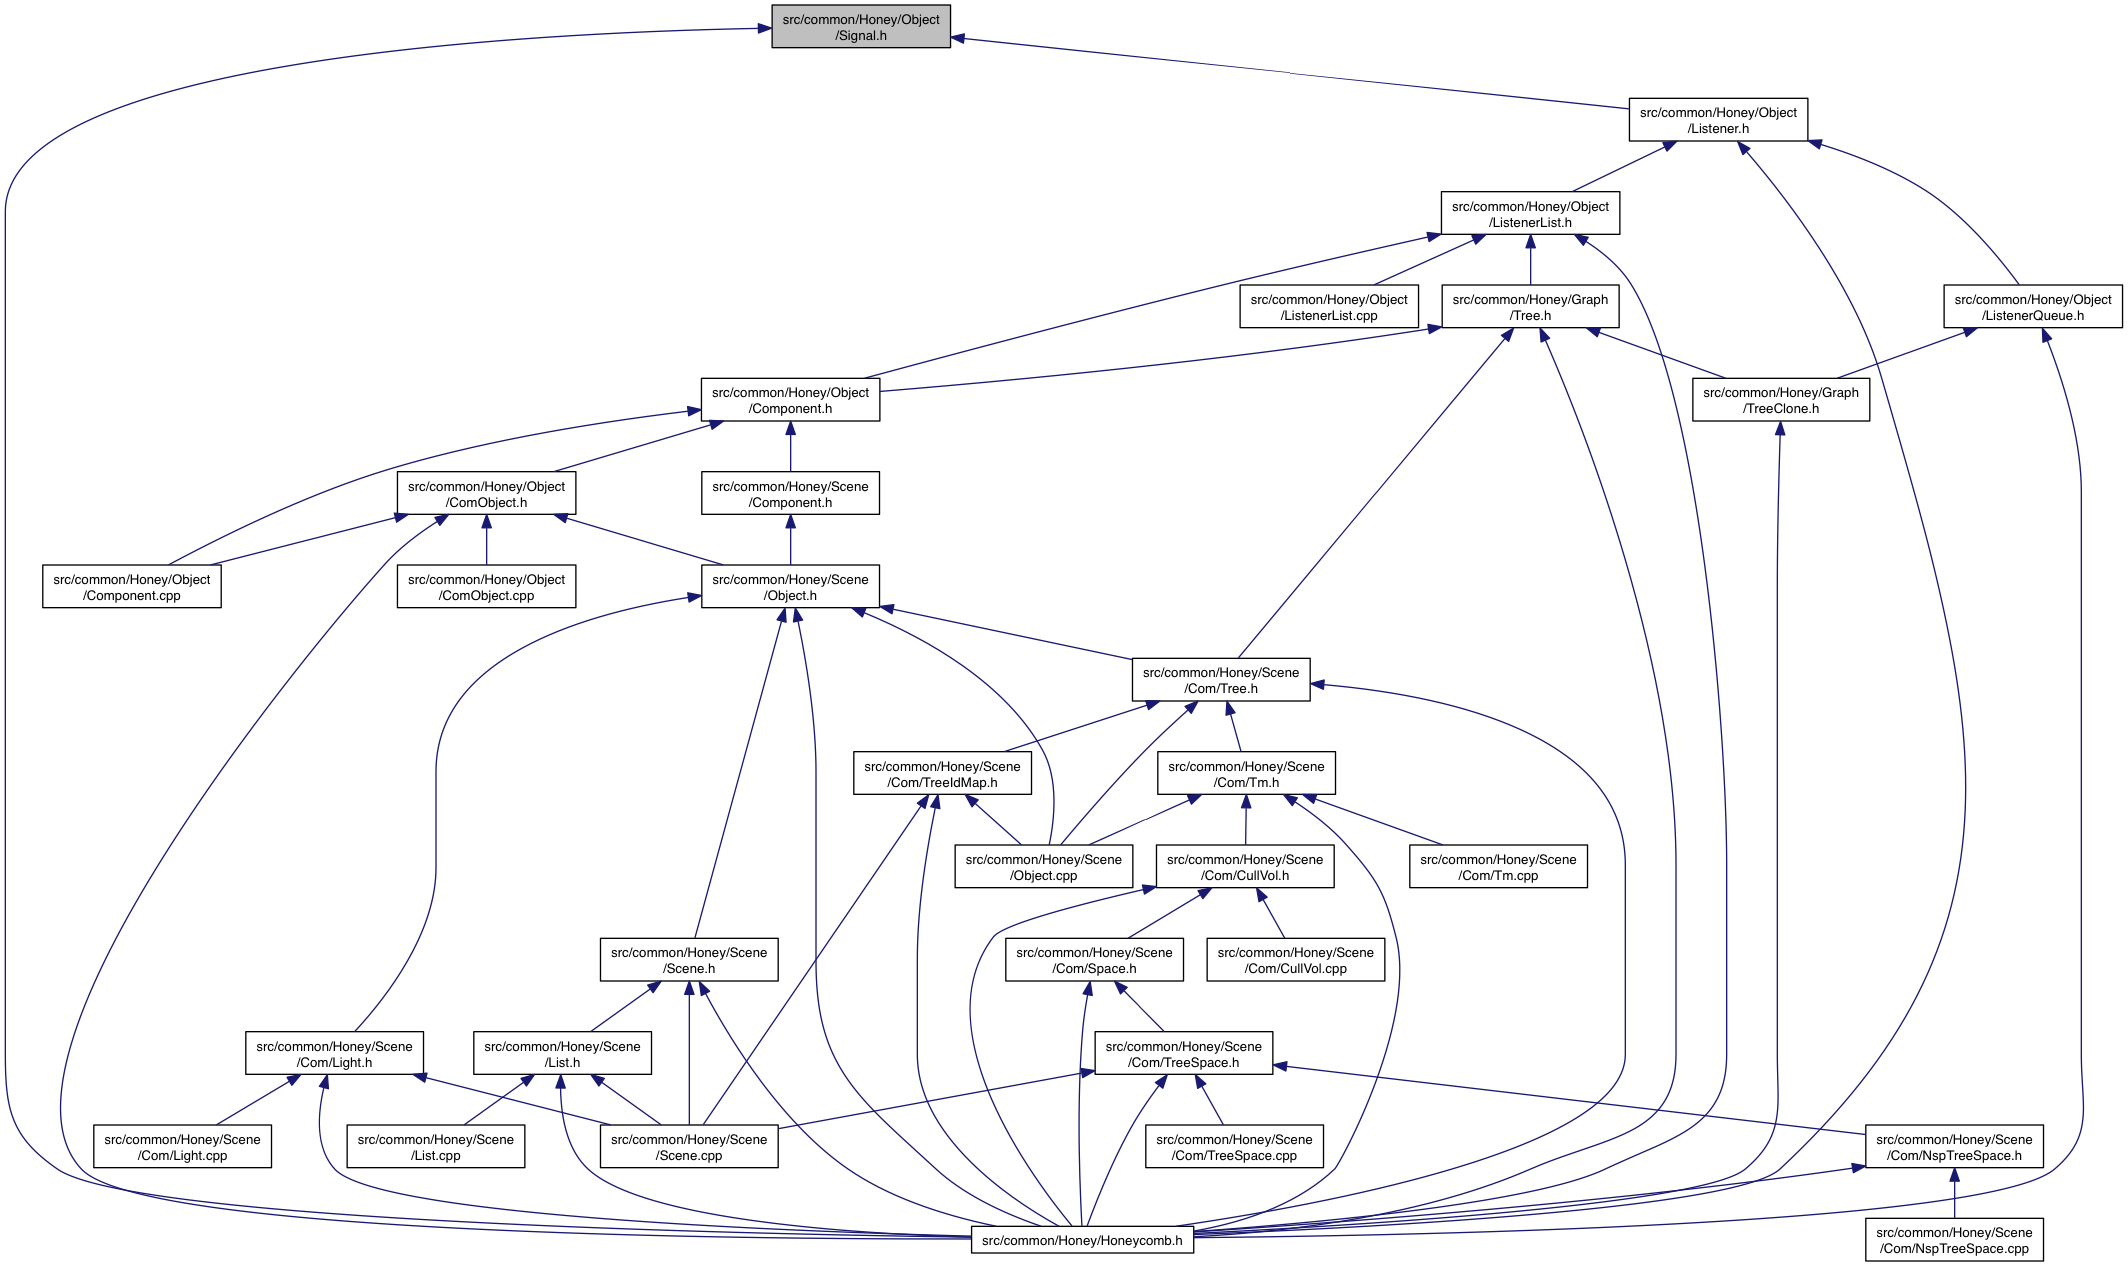 src/common/Honey/Object
/Signal.h
src/common/Honey/Object
/Listener.h
src/common/Honey/Object
/ListenerList.h
src/common/Honey/Object
/ListenerList.cpp
src/common/Honey/Graph
/Tree.h
src/common/Honey/Object
/ListenerQueue.h
src/common/Honey/Object
/Component.h
src/common/Honey/Graph
/TreeClone.h
src/common/Honey/Object
/ComObject.h
src/common/Honey/Scene
/Component.h
src/common/Honey/Object
/Component.cpp
src/common/Honey/Object
/ComObject.cpp
src/common/Honey/Scene
/Object.h
src/common/Honey/Scene
/Com/Tree.h
src/common/Honey/Scene
/Com/TreeIdMap.h
src/common/Honey/Scene
/Com/Tm.h
src/common/Honey/Scene
/Object.cpp
src/common/Honey/Scene
/Com/CullVol.h
src/common/Honey/Scene
/Com/Tm.cpp
src/common/Honey/Scene
/Scene.h
src/common/Honey/Scene
/Com/Space.h
src/common/Honey/Scene
/Com/CullVol.cpp
src/common/Honey/Scene
/Com/Light.h
src/common/Honey/Scene
/List.h
src/common/Honey/Scene
/Com/TreeSpace.h
src/common/Honey/Scene
/Com/Light.cpp
src/common/Honey/Scene
/List.cpp
src/common/Honey/Scene
/Scene.cpp
src/common/Honey/Scene
/Com/TreeSpace.cpp
src/common/Honey/Scene
/Com/NspTreeSpace.h
src/common/Honey/Honeycomb.h
src/common/Honey/Scene
/Com/NspTreeSpace.cpp